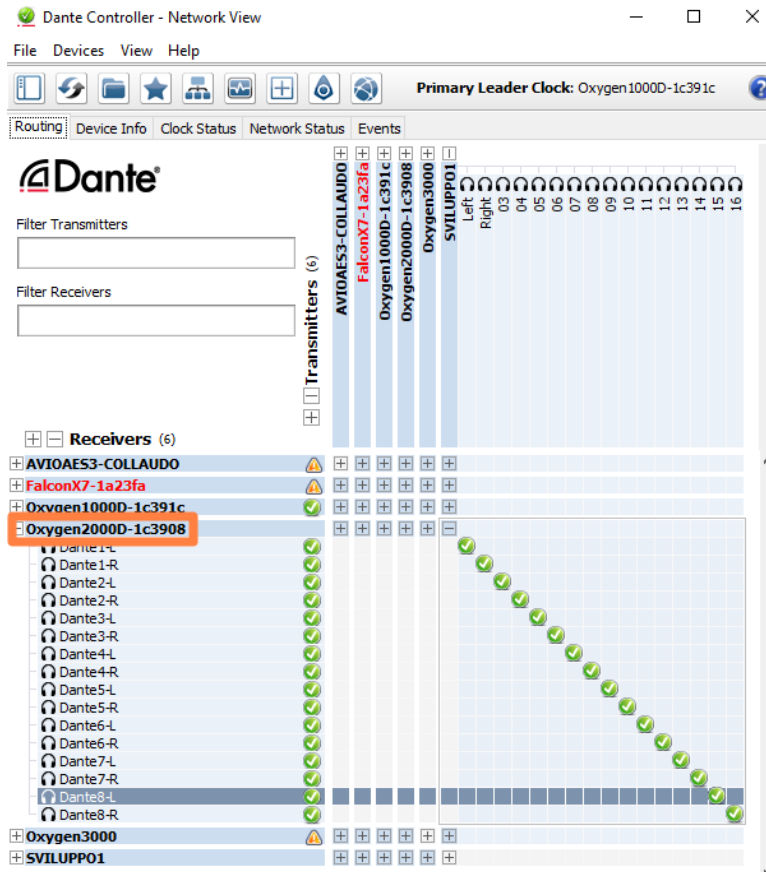 Dante Controller - Network View
File Devices View Help
Primary Leader Clock: Oxygen1000D-1c391c
?
Routing Device Info Clock Status Network Status Events
Dante®
Filter Transmitters
Filter Receivers
Transmitters (6)
AVIOAES3-COLLAUDO
FalconX7-1a23fa
Oxygen1000D-1c391c
Oxygen2000D-1c3908
Oxygen3000
SVILUPPO1
Left
Right
03
04
05
06
07
08
09
10
11
12
13
14
15
16
Receivers (6)
AVIOAES3-COLLAUDO
FalconX7-1a23fa
Oxygen1000D-1c391c
Oxygen2000D-1c3908
Dante1-L
Dante1-R
Dante2-L
Dante2-R
Dante3-L
Dante3-R
Dante4-L
Dante4-R
Dante5-L
Dante5-R
Dante6-L
Dante6-R
Dante7-L
Dante7-R
Dante8-L
Dante8-R
Oxygen3000
SVILUPPO1